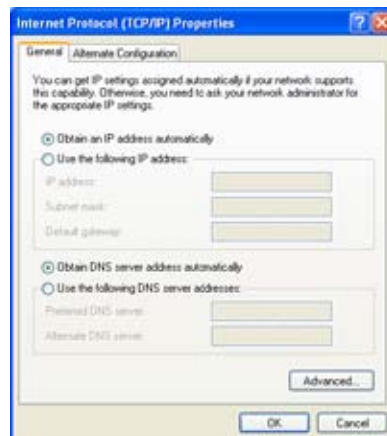 Internet Protocol (TCP/IP) Properties
General
Alternate Configuration
You can get IP settings assigned automatically if your network supports
this capability. Otherwise, you need to ask your network administrator for
the appropriate IP settings.
Obtain an IP address automatically
Use the following IP address:
IP address:
Subnet mask:
Default gateway:
Obtain DNS server address automatically
Use the following DNS server addresses:
Preferred DNS server:
Alternate DNS server:
Advanced...
OK
Cancel